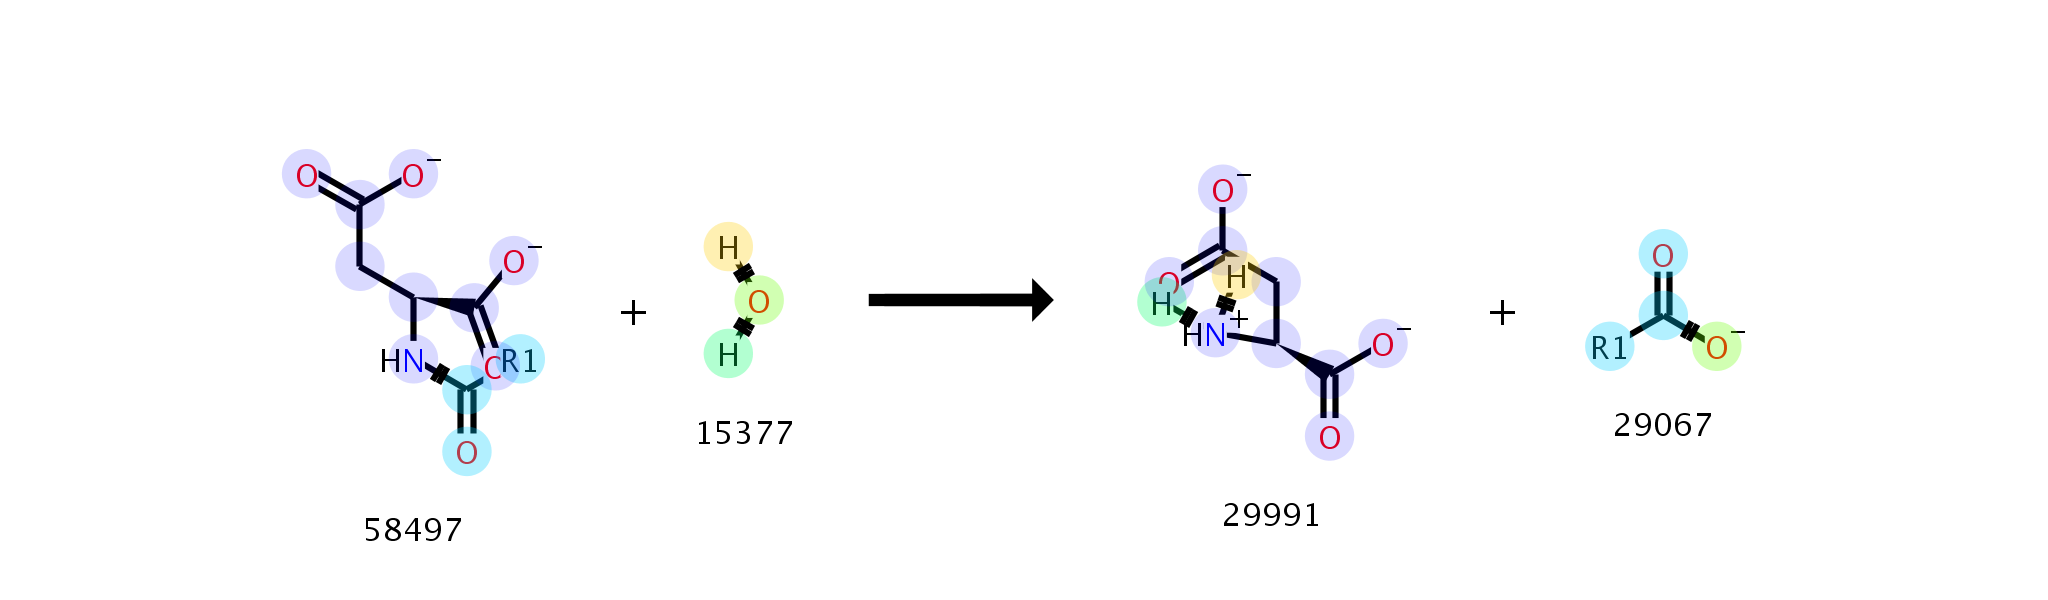 O O−
O−
HN O R1
O
58497
+
H
O
H
15377
O−
O H
H +
HN
O−
O
29991
+
O
R1 O−
29067